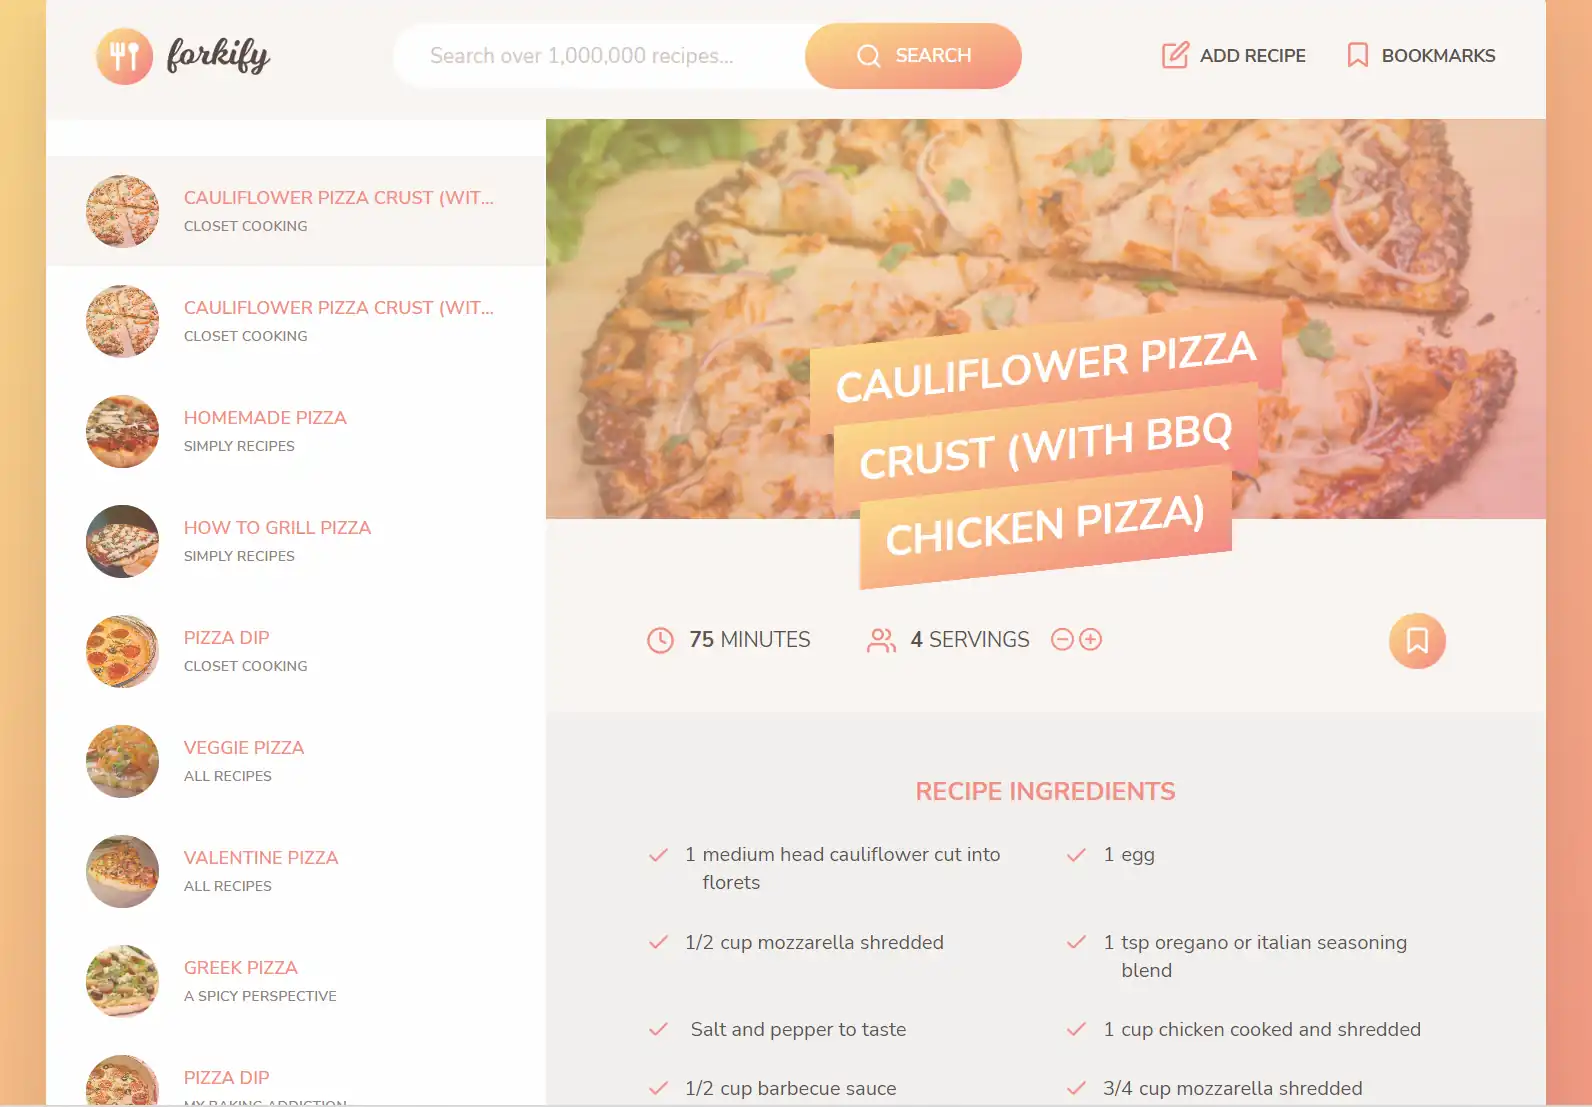 forkify
Search over 1,000,000 recipes...
SEARCH
ADD RECIPE
BOOKMARKS
CAULIFLOWER PIZZA CRUST (WIT...
CLOSET COOKING
CAULIFLOWER PIZZA CRUST (WIT...
CLOSET COOKING
HOMEMADE PIZZA
SIMPLY RECIPES
HOW TO GRILL PIZZA
SIMPLY RECIPES
PIZZA DIP
CLOSET COOKING
VEGGIE PIZZA
ALL RECIPES
VALENTINE PIZZA
ALL RECIPES
GREEK PIZZA
A SPICY PERSPECTIVE
PIZZA DIP
MY BAKING ADDICTION
CAULIFLOWER PIZZA
CRUST (WITH BBQ
CHICKEN PIZZA)
75 MINUTES
4 SERVINGS
RECIPE INGREDIENTS
1 medium head cauliflower cut into
florets
1 egg
1/2 cup mozzarella shredded
1 tsp oregano or italian seasoning
blend
Salt and pepper to taste
1 cup chicken cooked and shredded
1/2 cup barbecue sauce
3/4 cup mozzarella shredded